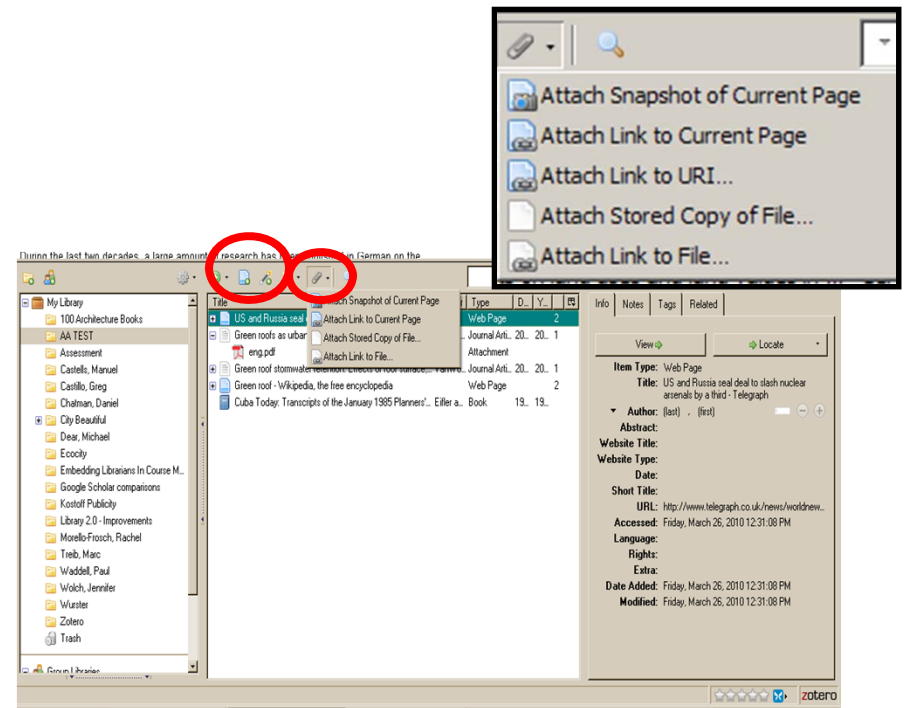 Attach Snapshot of Current Page
Attach Link to Current Page
Attach Link to URI...
Attach Stored Copy of File...
Attach Link to File...
During the last two decades, a large amount research has in German on the
My Library
100 Architecture Books
AA TEST
Assessment
Castells, Manuel
Castillo, Greg
Chatman, Daniel
City Beautiful
Dear, Michael
Ecocity
Embedding Librarians In Course M...
Google Scholar comparisons
Kostoff Publicity
Library 2.0 - Improvements
Morello-Frosch, Rachel
Treib, Marc
Waddell, Paul
Wolch, Jennifer
Wurster
Zotero
Trash
Group Libraries
Title Type D... Y...
US and Russia seal Web Page 2
Green roofs as urban Journal Arti... 20... 20... 1
eng.pdf Attachment
Green roof stormwater Journal Arti... 20... 20... 1
Green roof - Wikipedia, the free encyclopedia Web Page 2
Cuba Today: Transcripts of the January 1985 Planners'... Eifler a... Book 19... 19...
Attach Snapshot of Current Page
Attach Link to Current Page
Attach Stored Copy of File...
Attach Link to File...
Info Notes Tags Related
View Locate
Item Type: Web Page
Title: US and Russia seal deal to slash nuclear
arsenals by a third - Telegraph
Author: (last) , (first)
Abstract:
Website Title:
Website Type:
Date:
Short Title:
URL: http://www.telegraph.co.uk/news/worldnew...
Accessed: Friday, March 26, 2010 12:31:08 PM
Language:
Rights:
Extra:
Date Added: Friday, March 26, 2010 12:31:08 PM
Modified: Friday, March 26, 2010 12:31:08 PM
zotero